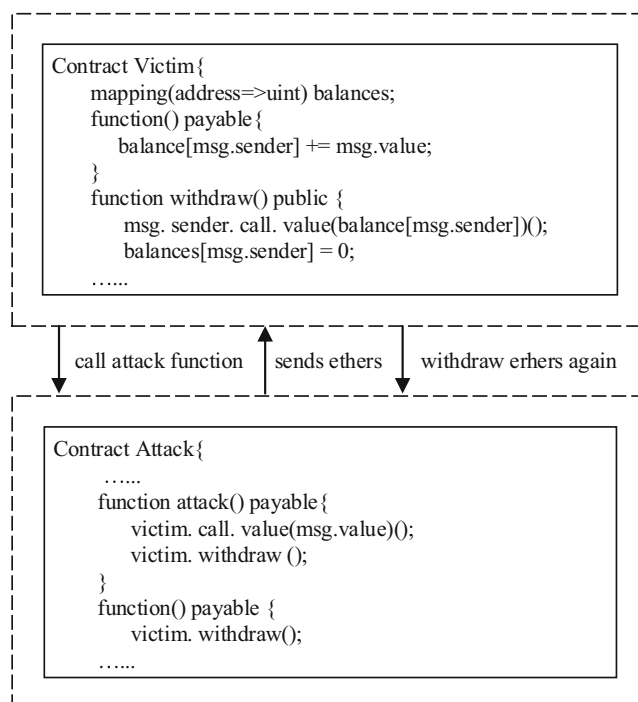 Contract Victim{
mapping(address=>uint) balances;
function() payable{
balance[msg.sender] += msg.value;
}
function withdraw() public {
msg. sender. call. value(balance[msg.sender])();
balances[msg.sender] = 0;
…...
call attack function
sends ethers
withdraw erhers again
Contract Attack{
…...
function attack() payable{
victim. call. value(msg.value)();
victim. withdraw ();
}
function() payable {
victim. withdraw();
…...